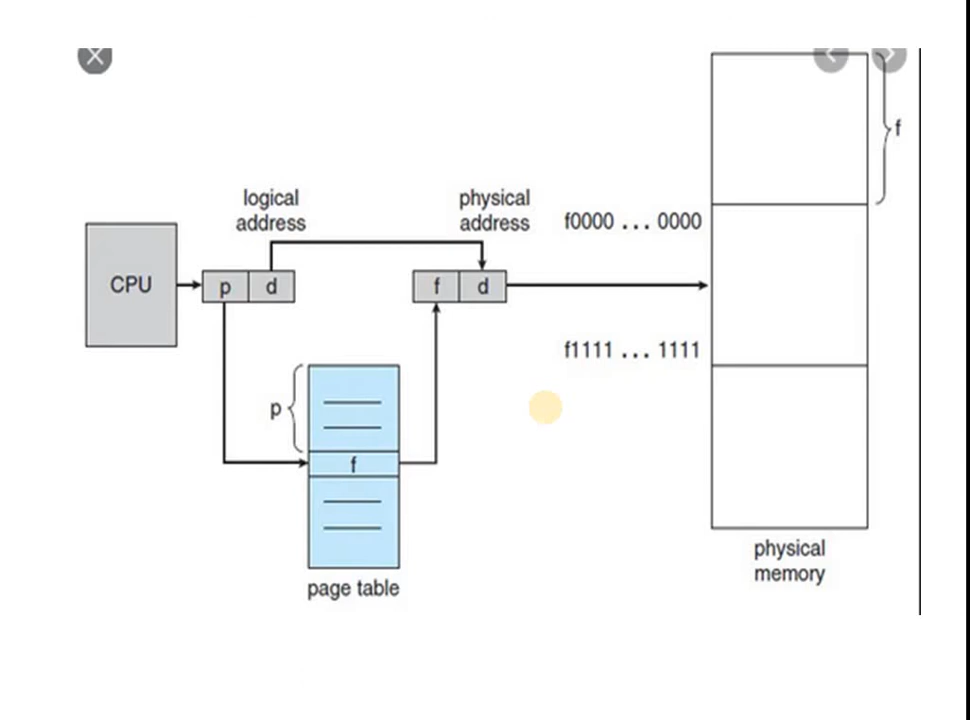 logical
address
physical
address
f0000 ... 0000
f
CPU
p d
f d
f1111 ... 1111
p
f
page table
physical
memory